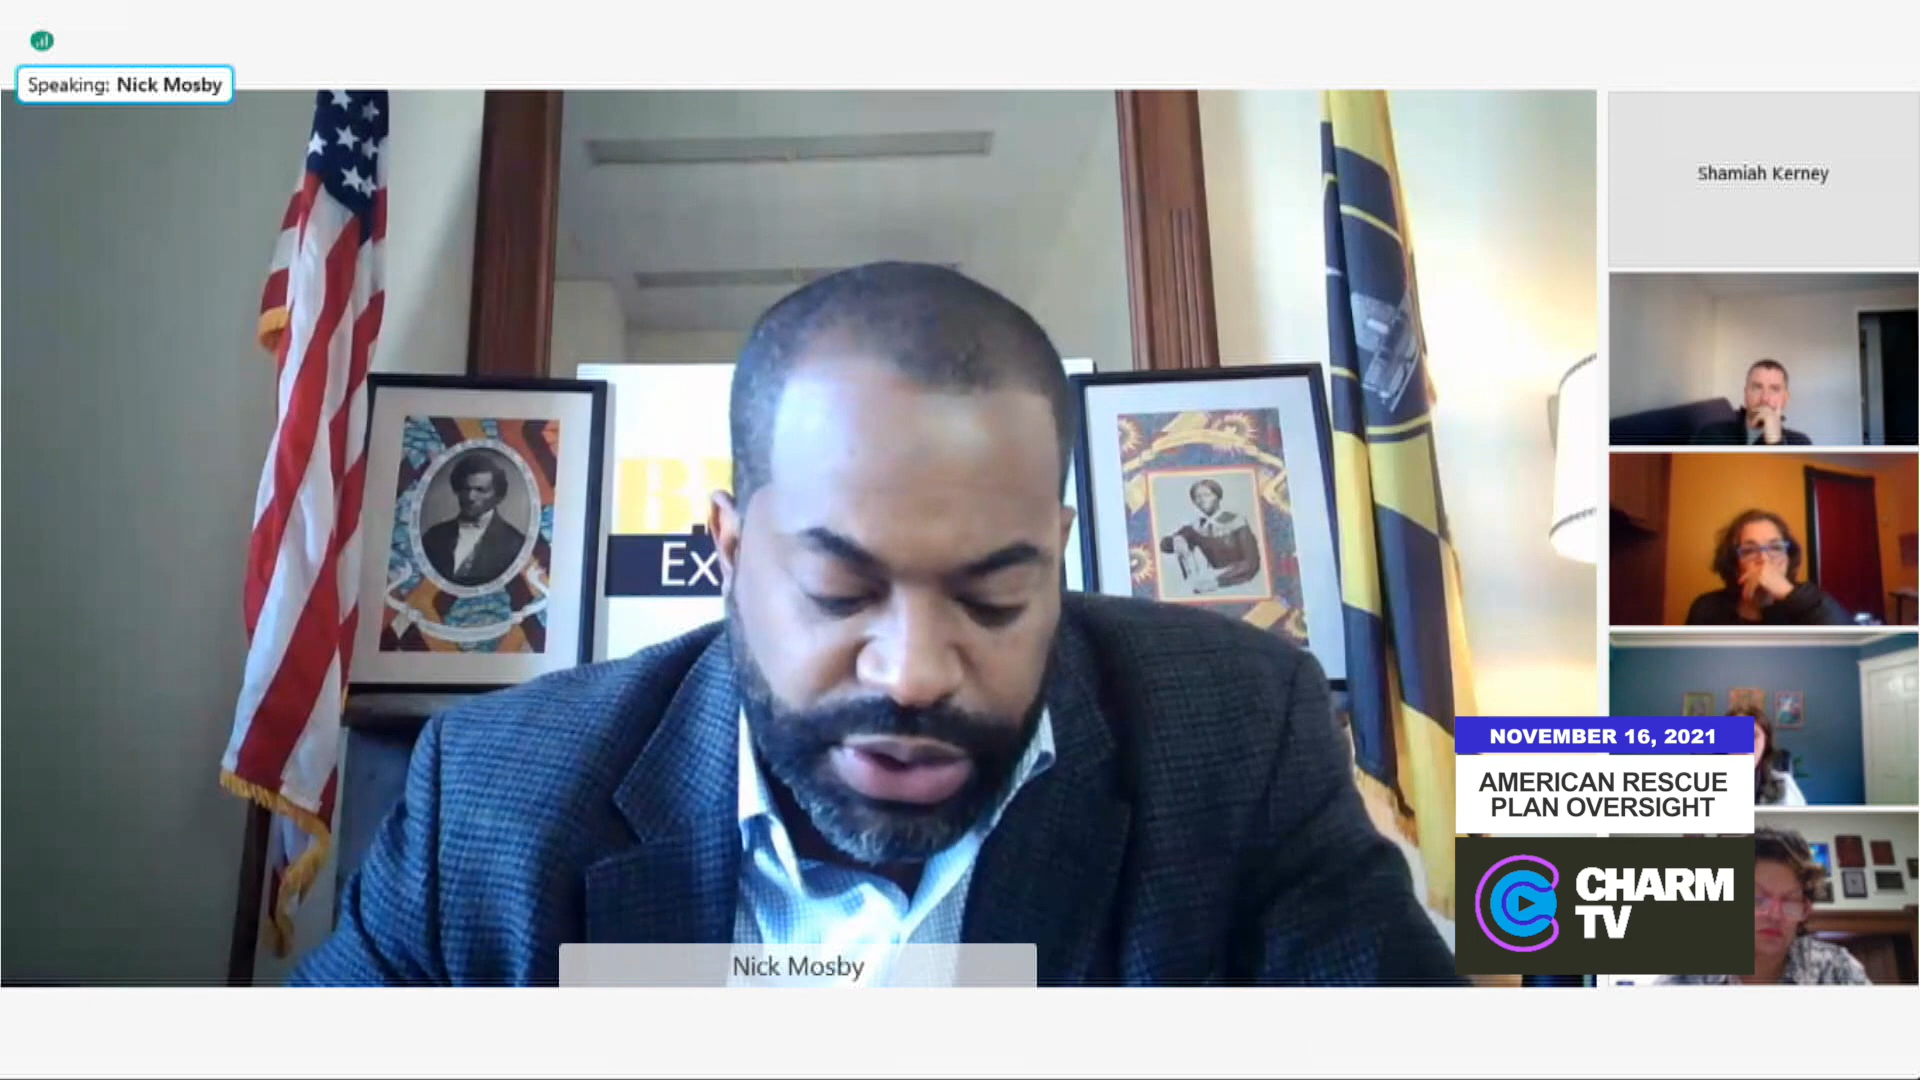 Speaking: Nick Mosby
Shamiah Kerney
Ex
Nick Mosby
NOVEMBER 16, 2021
AMERICAN RESCUE
PLAN OVERSIGHT
CHARM
TV